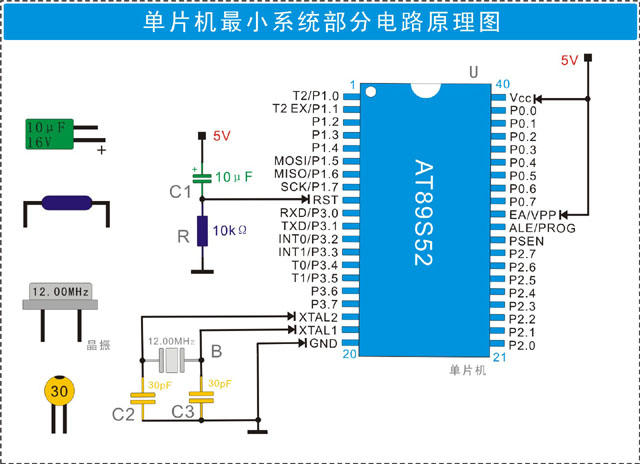 单片机最小系统部分电路原理图
10μF
16V
+
12.00MHz
晶振
30
5V
+
10μF
C1
R
10kΩ
12.00MHz
B
30pF
30pF
C2
C3
U
5V
1
40
20
21
AT89S52
单片机
T2/P1.0
T2 EX/P1.1
P1.2
P1.3
P1.4
MOSI/P1.5
MISO/P1.6
SCK/P1.7
RST
RXD/P3.0
TXD/P3.1
INT0/P3.2
INT1/P3.3
T0/P3.4
T1/P3.5
P3.6
P3.7
XTAL2
XTAL1
GND
Vcc
P0.0
P0.1
P0.2
P0.3
P0.4
P0.5
P0.6
P0.7
EA/VPP
ALE/PROG
PSEN
P2.7
P2.6
P2.5
P2.4
P2.3
P2.2
P2.1
P2.0